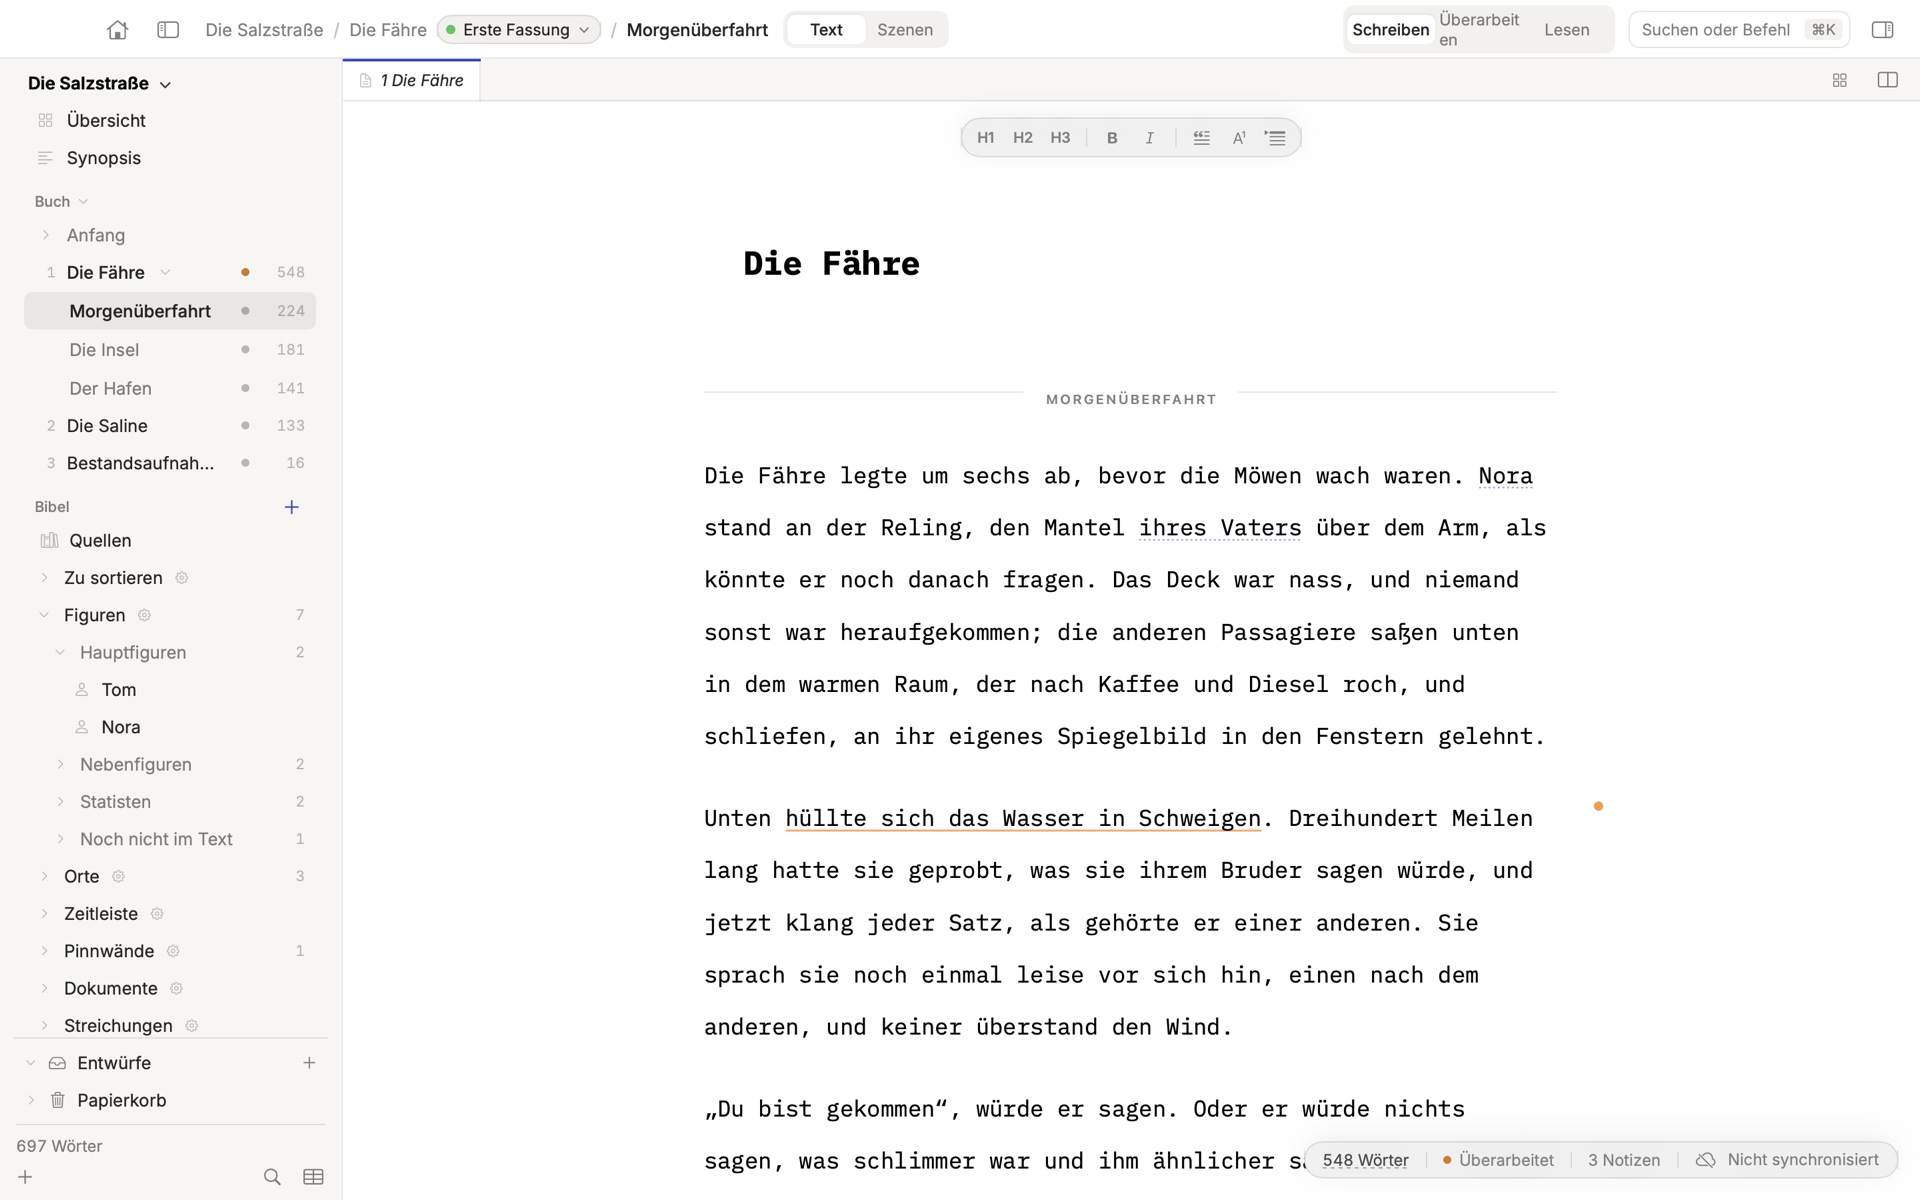 Die Salzstraße / Die Fähre Erste Fassung / Morgenüberfahrt Text Szenen Schreiben Überarbeit
en Lesen Suchen oder Befehl ⌘K
Die Salzstraße
Übersicht
Synopsis
Buch
Anfang
1 Die Fähre 548
Morgenüberfahrt 224
Die Insel 181
Der Hafen 141
2 Die Saline 133
3 Bestandsaufnah... 16
Bibel
Quellen
Zu sortieren
Figuren 7
Hauptfiguren 2
Tom
Nora
Nebenfiguren 2
Statisten 2
Noch nicht im Text 1
Orte 3
Zeitleiste
Pinnwände 1
Dokumente
Streichungen
Entwürfe
Papierkorb
697 Wörter
1 Die Fähre
H1 H2 H3 B I A1
Die Fähre
MORGENÜBERFAHRT
Die Fähre legte um sechs ab, bevor die Möwen wach waren. Nora
stand an der Reling, den Mantel ihres Vaters über dem Arm, als
könnte er noch danach fragen. Das Deck war nass, und niemand
sonst war heraufgekommen; die anderen Passagiere saßen unten
in dem warmen Raum, der nach Kaffee und Diesel roch, und
schliefen, an ihr eigenes Spiegelbild in den Fenstern gelehnt.
Unten hüllte sich das Wasser in Schweigen. Dreihundert Meilen
lang hatte sie geprobt, was sie ihrem Bruder sagen würde, und
jetzt klang jeder Satz, als gehörte er einer anderen. Sie
sprach sie noch einmal leise vor sich hin, einen nach dem
anderen, und keiner überstand den Wind.
„Du bist gekommen“, würde er sagen. Oder er würde nichts
sagen, was schlimmer war und ihm ähnlicher
548 Wörter Überarbeitet 3 Notizen Nicht synchronisiert